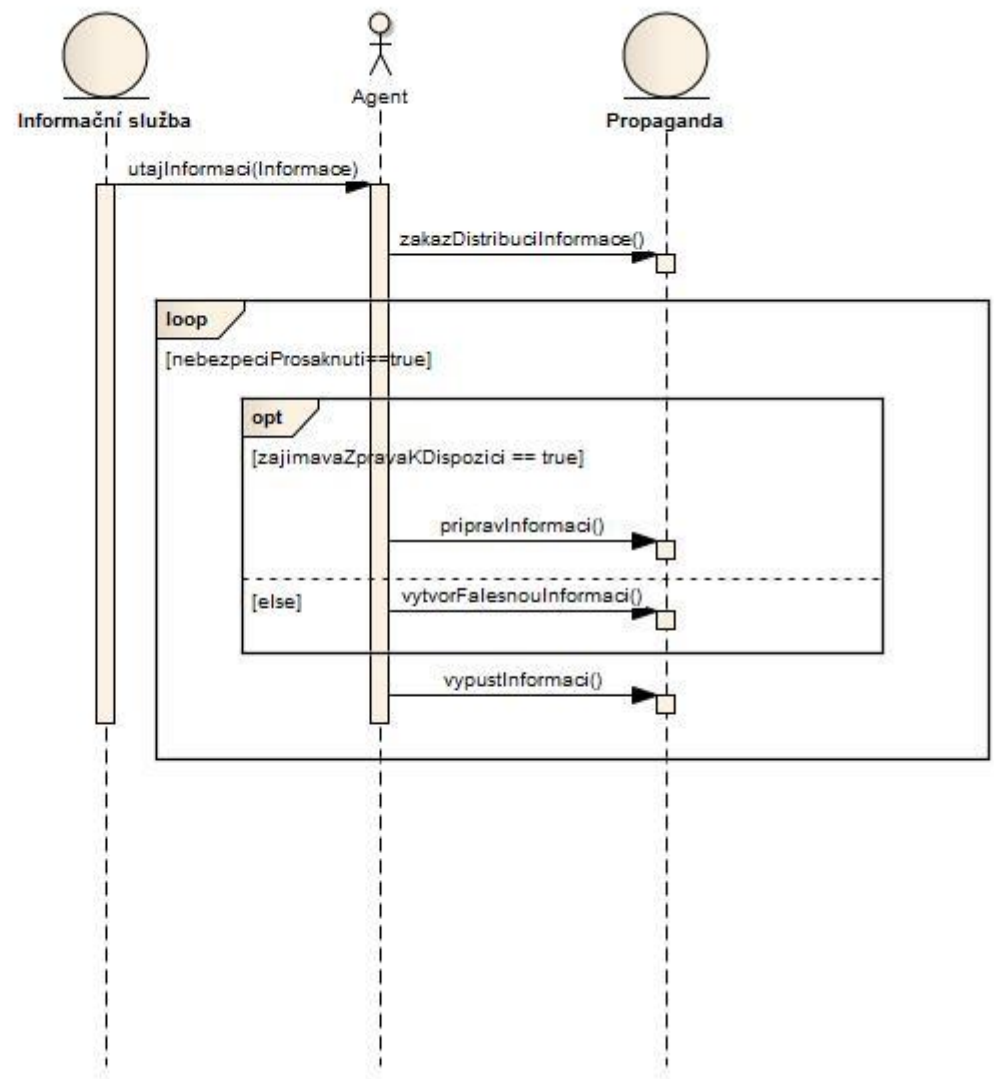 Informační služba
Agent
Propaganda
utajInformaci(Informace)
zakazDistribuciInformace()
loop
[nebezpeciProsaknuti==true]
opt
[zajimavaZpravaKDispozici == true]
pripravInformaci()
[else]
vytvorFalesnouInformaci()
vypustInformaci()